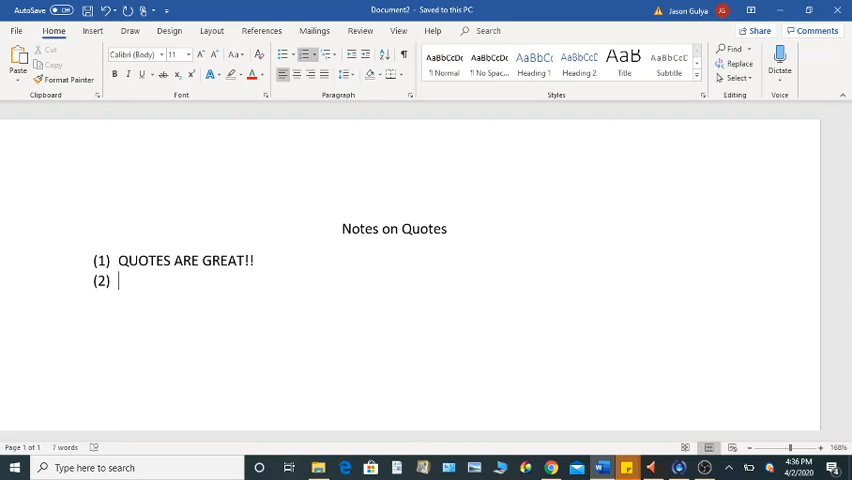 AutoSave Off Document2 - Saved to this PC Jason Gulya JG
File Home Insert Draw Design Layout References Mailings Review View Help Search Share Comments
Cut
Copy
Format Painter
Paste
Calibri (Body) 11
AaBbCcDc AaBbCcDc AaBbCc AaBbCcD AaB AaBbCcD
¶ Normal ¶ No Spac... Heading 1 Heading 2 Title Subtitle
Find
Replace
Select
Dictate
Clipboard Font Paragraph Styles Editing Voice
Notes on Quotes
(1) QUOTES ARE GREAT!!
(2)
Page 1 of 1 7 words 168%
Type here to search
4:36 PM
4/2/2020